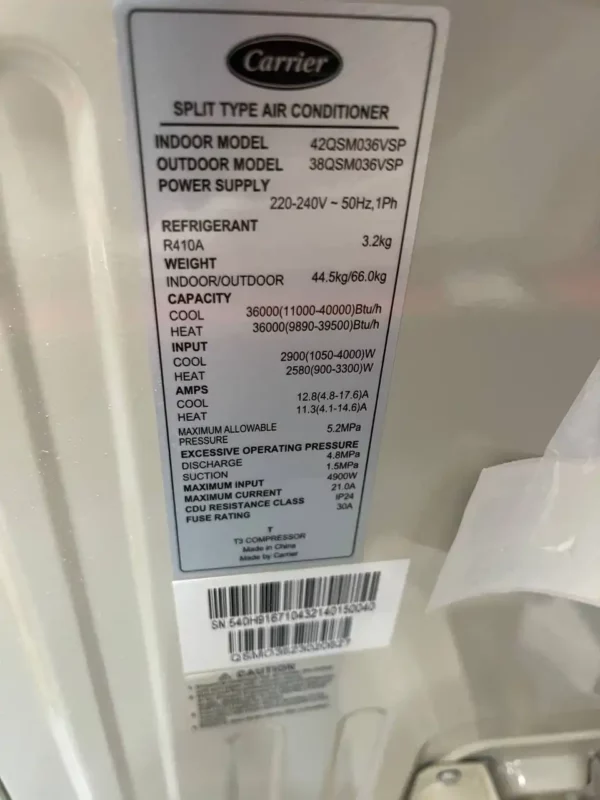 Carrier
SPLIT TYPE AIR CONDITIONER
INDOOR MODEL 42QSM036VSP
OUTDOOR MODEL 38QSM036VSP
POWER SUPPLY
220-240V ~ 50Hz,1Ph
REFRIGERANT
R410A 3.2kg
WEIGHT
INDOOR/OUTDOOR 44.5kg/66.0kg
CAPACITY
COOL 36000(11000-40000)Btu/h
HEAT 36000(9890-39500)Btu/h
INPUT
COOL 2900(1050-4000)W
HEAT 2580(900-3300)W
AMPS
COOL 12.8(4.8-17.6)A
HEAT 11.3(4.1-14.6)A
MAXIMUM ALLOWABLE 5.2MPa
PRESSURE
EXCESSIVE OPERATING PRESSURE
DISCHARGE 4.8MPa
SUCTION 1.5MPa
MAXIMUM INPUT 4900W
MAXIMUM CURRENT 21.0A
CDU RESISTANCE CLASS IP24
FUSE RATING 30A
T
T3 COMPRESSOR
Made in China
Made by Carrier
SN 540H916710432140150040
CAUTION